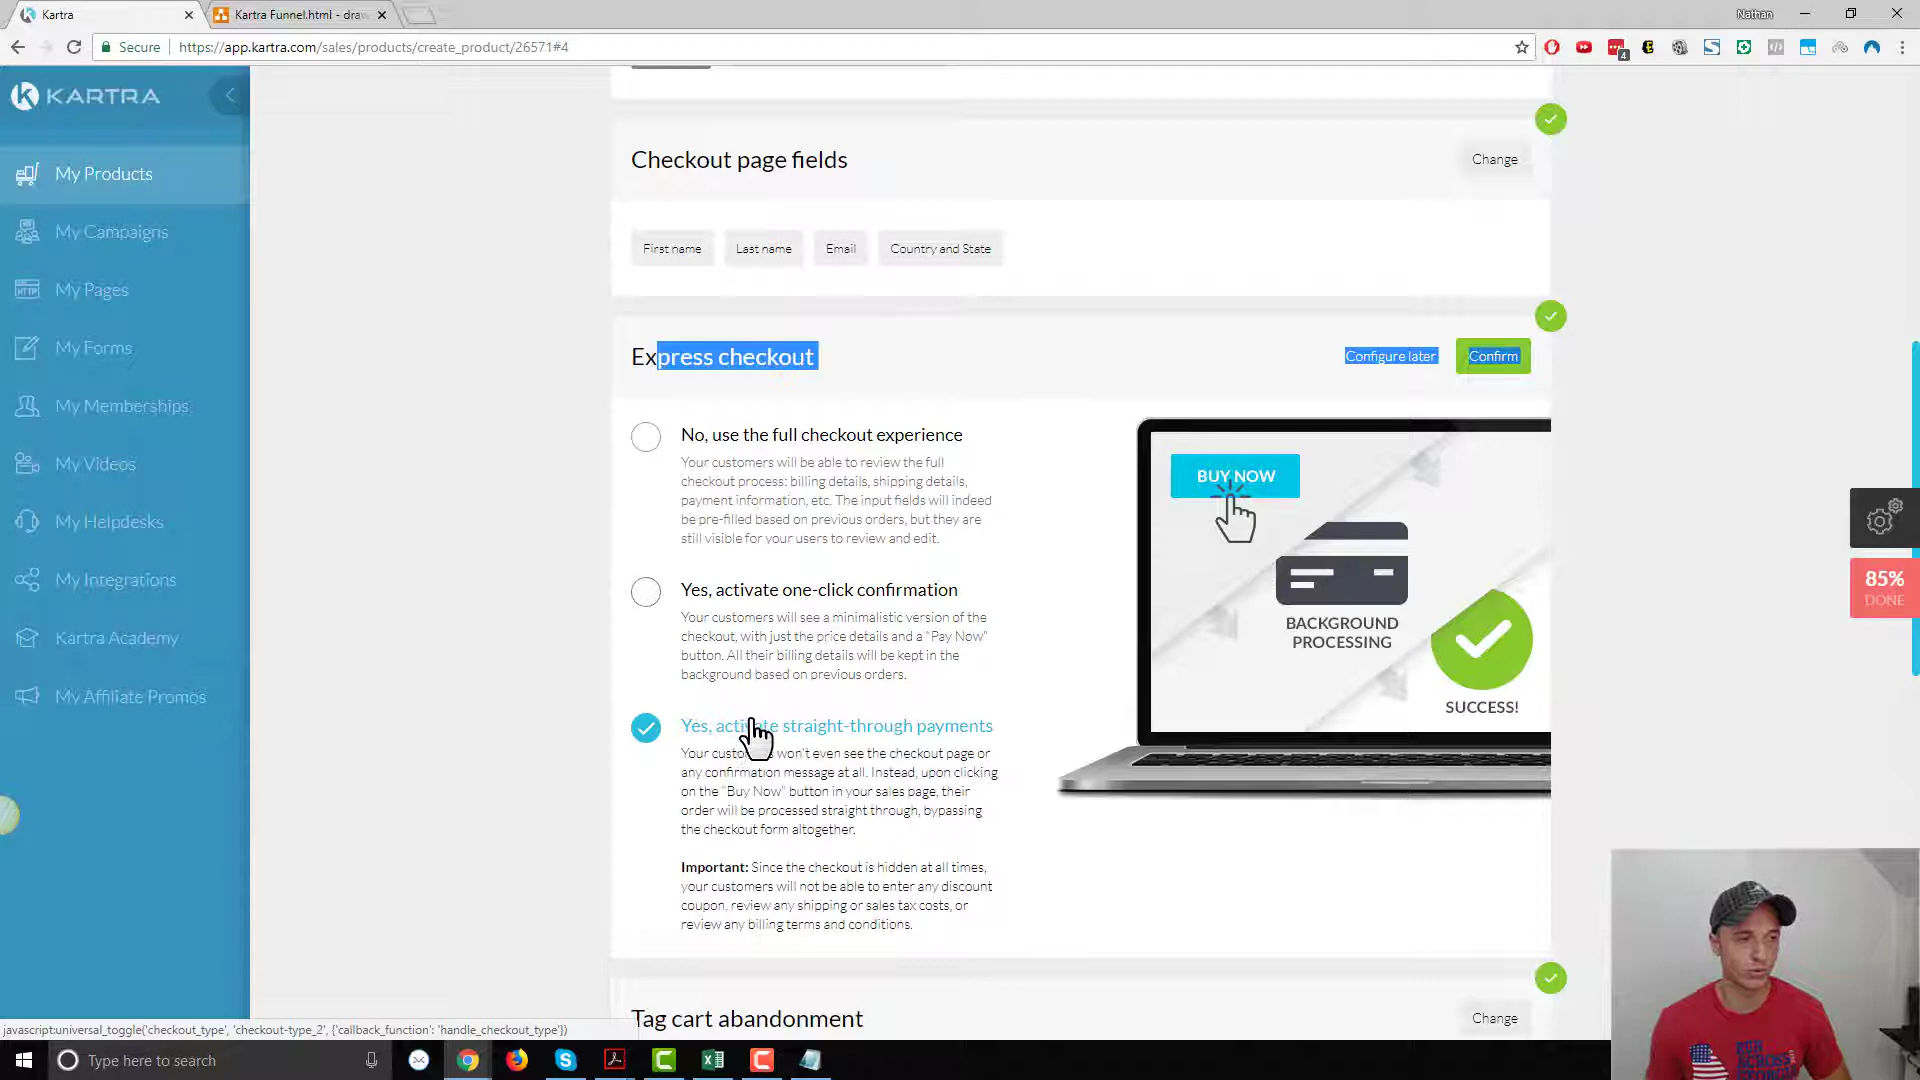 Kartra
Kartra Funnel.html - draw
Nathan
Secure
https://app.kartra.com/sales/products/create_product/26571#4
4
KARTRA
My Products
My Campaigns
My Pages
My Forms
My Memberships
My Videos
My Helpdesks
My Integrations
Kartra Academy
My Affiliate Promos
Checkout page fields
Change
First name
Last name
Email
Country and State
Express checkout
Configure later
Confirm
No, use the full checkout experience
Your customers will be able to review the full
checkout process: billing details, shipping details,
payment information, etc. The input fields will indeed
be pre-filled based on previous orders, but they are
still visible for your users to review and edit.
Yes, activate one-click confirmation
Your customers will see a minimalistic version of the
checkout, with just the price details and a "Pay Now"
button. All their billing details will be kept in the
background based on previous orders.
Yes, activate straight-through payments
Your customers won't even see the checkout page or
any confirmation message at all. Instead, upon clicking
on the "Buy Now" button in your sales page, their
order will be processed straight through, bypassing
the checkout form altogether.
Important: Since the checkout is hidden at all times,
your customers will not be able to enter any discount
coupon, review any shipping or sales tax costs, or
review any billing terms and conditions.
BUY NOW
BACKGROUND
PROCESSING
SUCCESS!
85%
DONE
Tag cart abandonment
Change
javascript:universal_toggle('checkout_type', 'checkout-type_2', {'callback_function': 'handle_checkout_type'})
Type here to search